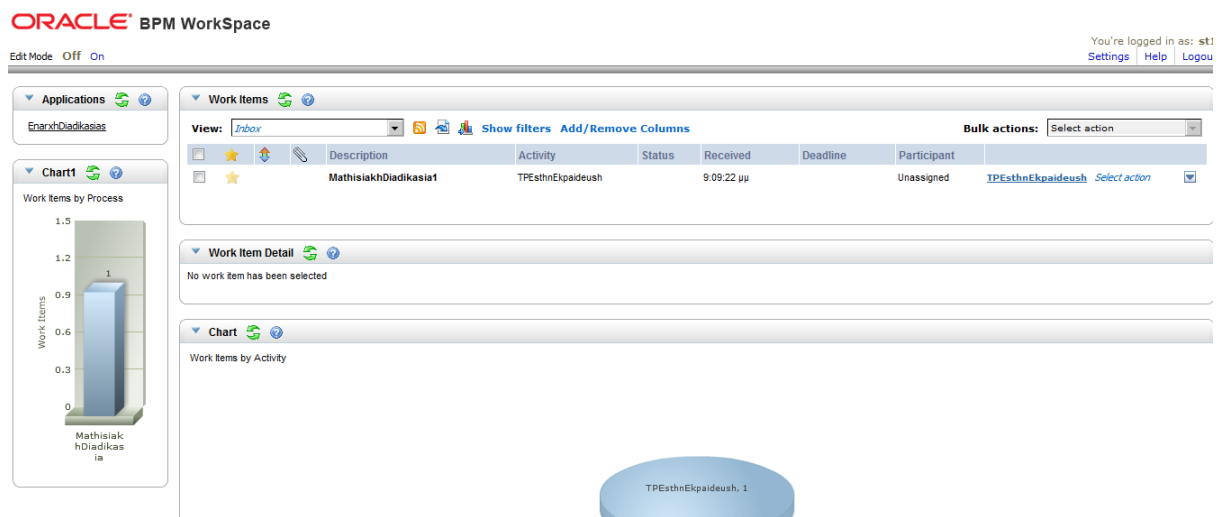 ORACLE BPM WorkSpace
You're logged in as: st1
Edit Mode Off On
Settings Help Logou
Applications
EnarxhDiadikasias
Chart1
Work Items by Process
1.5
1.2
1
0.9
0.6
0.3
0
Work Items
Mathisiak
hDiadikas
ia
Work Items
View: Inbox Show filters Add/Remove Columns Bulk actions: Select action
Description Activity Status Received Deadline Participant
MathisiakhDiadikasia1 TPEsthnEkpaideush 9:09:22 μμ Unassigned TPEsthnEkpaideush Select action
Work Item Detail
No work item has been selected
Chart
Work Items by Activity
TPEsthnEkpaideush, 1